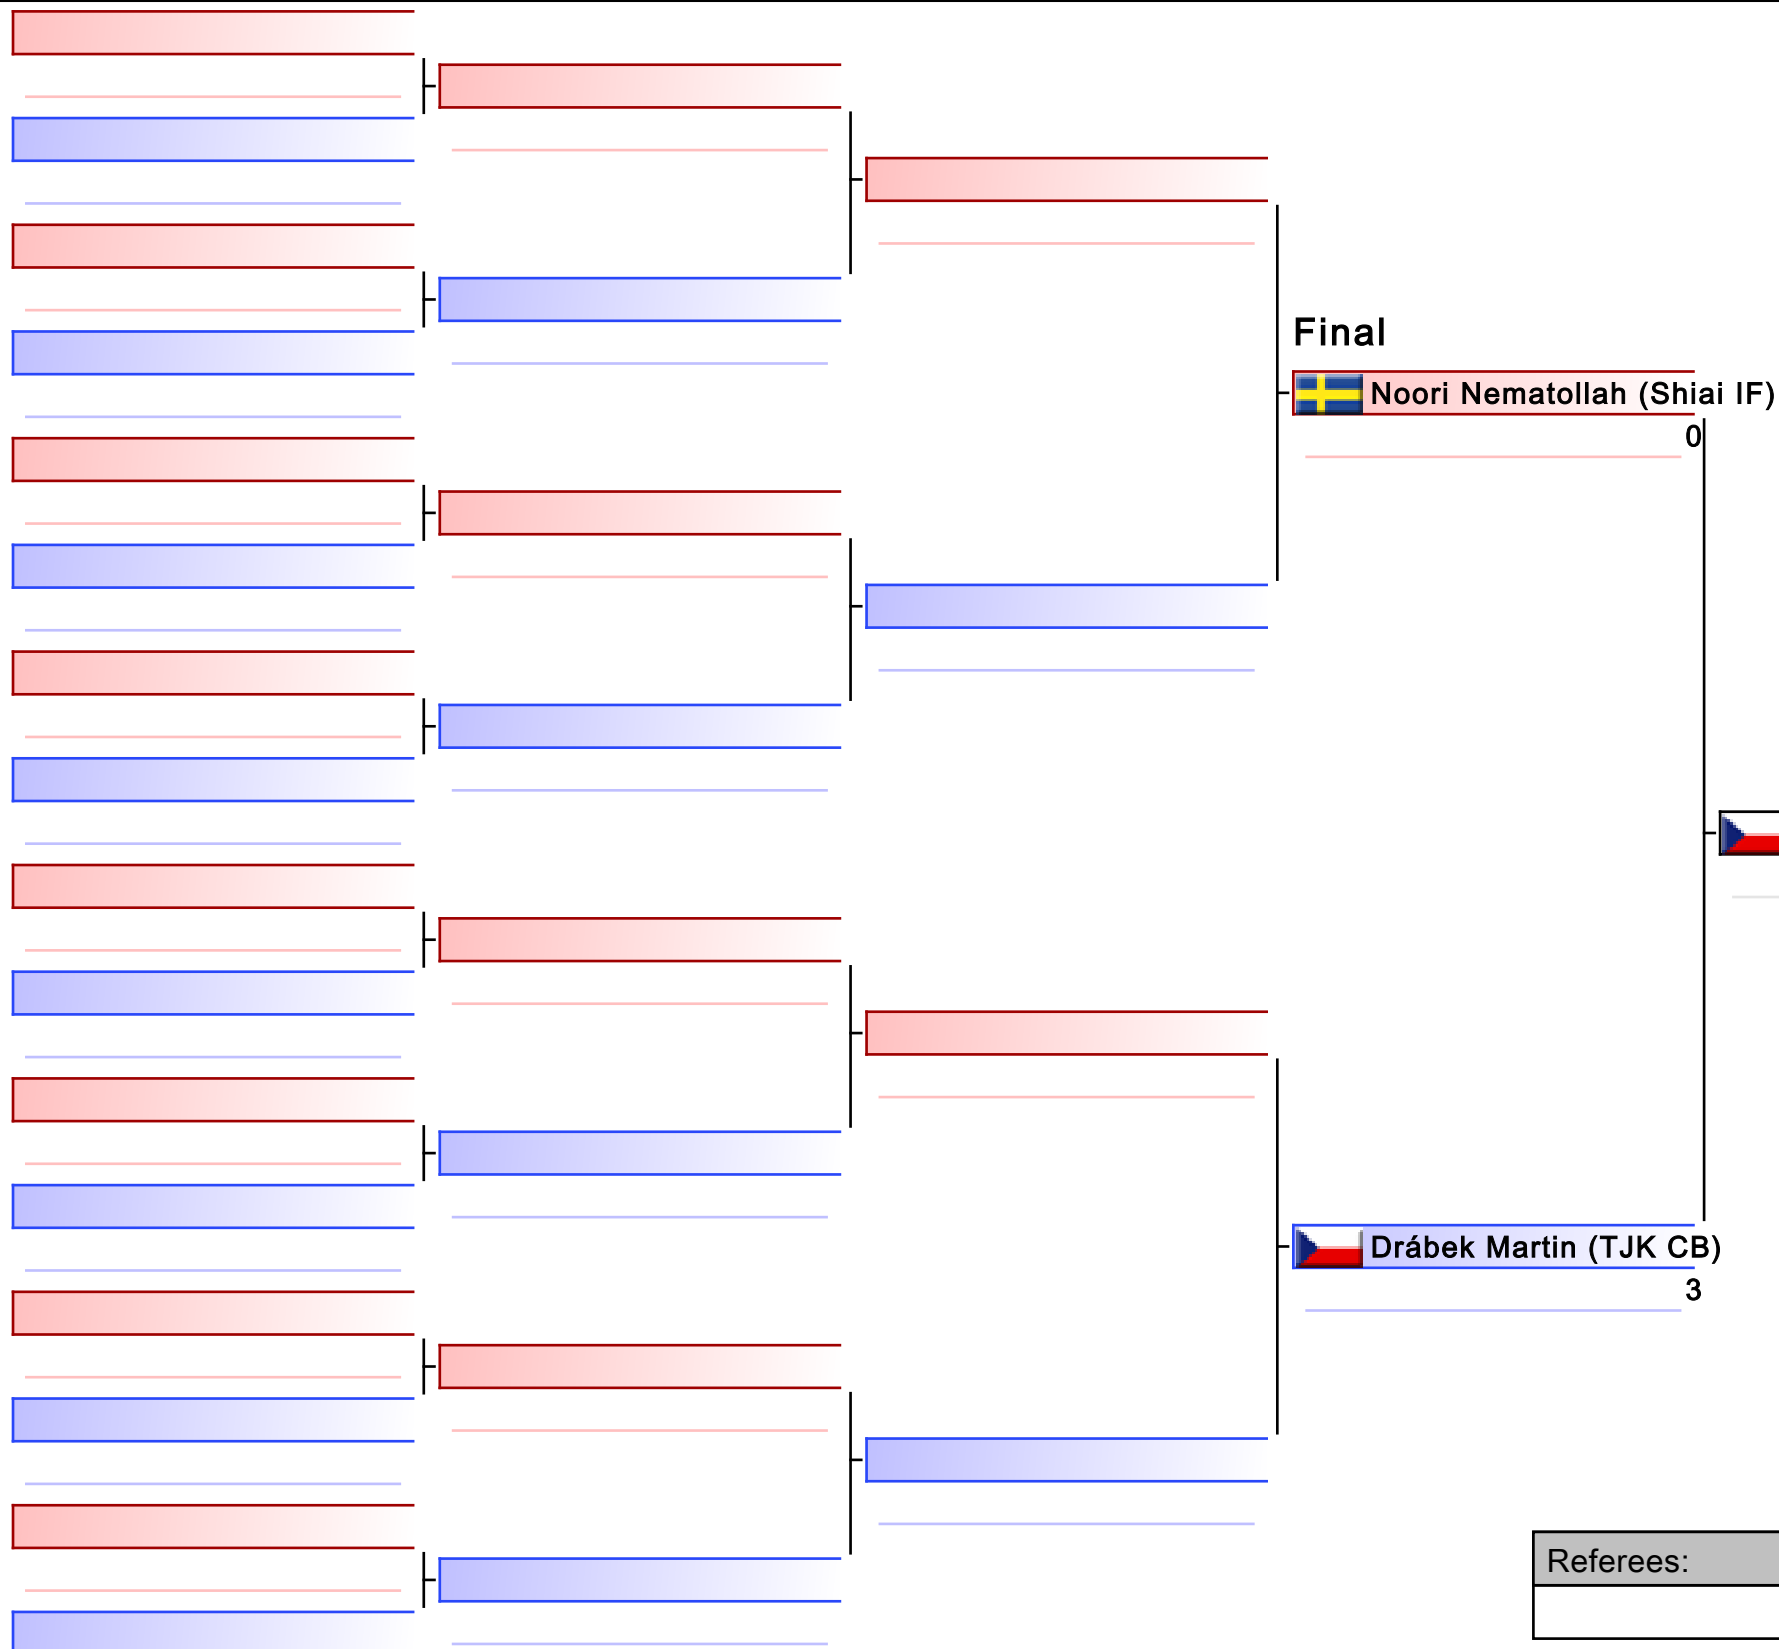 Final
Noori Nematollah (Shiai IF)
0
Drábek Martin (TJK CB)
3
Referees: